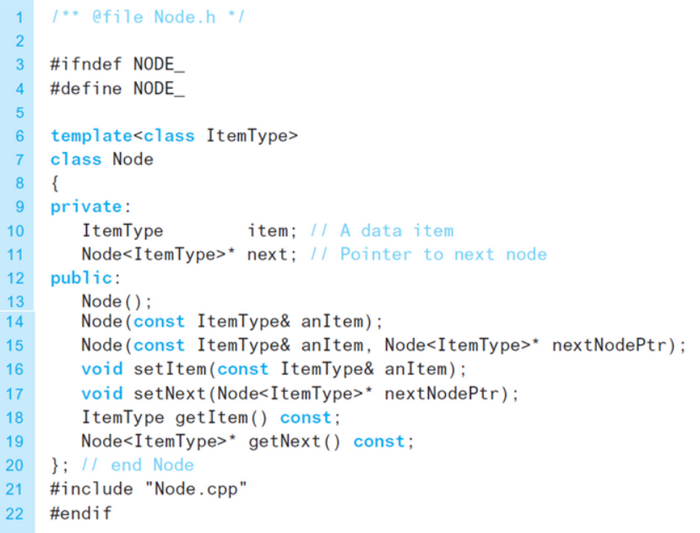 1 /** @file Node.h */
2
3 #ifndef NODE_
4 #define NODE_
5
6 template<class ItemType>
7 class Node
8 {
9 private:
10 ItemType item; // A data item
11 Node<ItemType>* next; // Pointer to next node
12 public:
13 Node();
14 Node(const ItemType& anItem);
15 Node(const ItemType& anItem, Node<ItemType>* nextNodePtr);
16 void setItem(const ItemType& anItem);
17 void setNext(Node<ItemType>* nextNodePtr);
18 ItemType getItem() const;
19 Node<ItemType>* getNext() const;
20 }; // end Node
21 #include "Node.cpp"
22 #endif